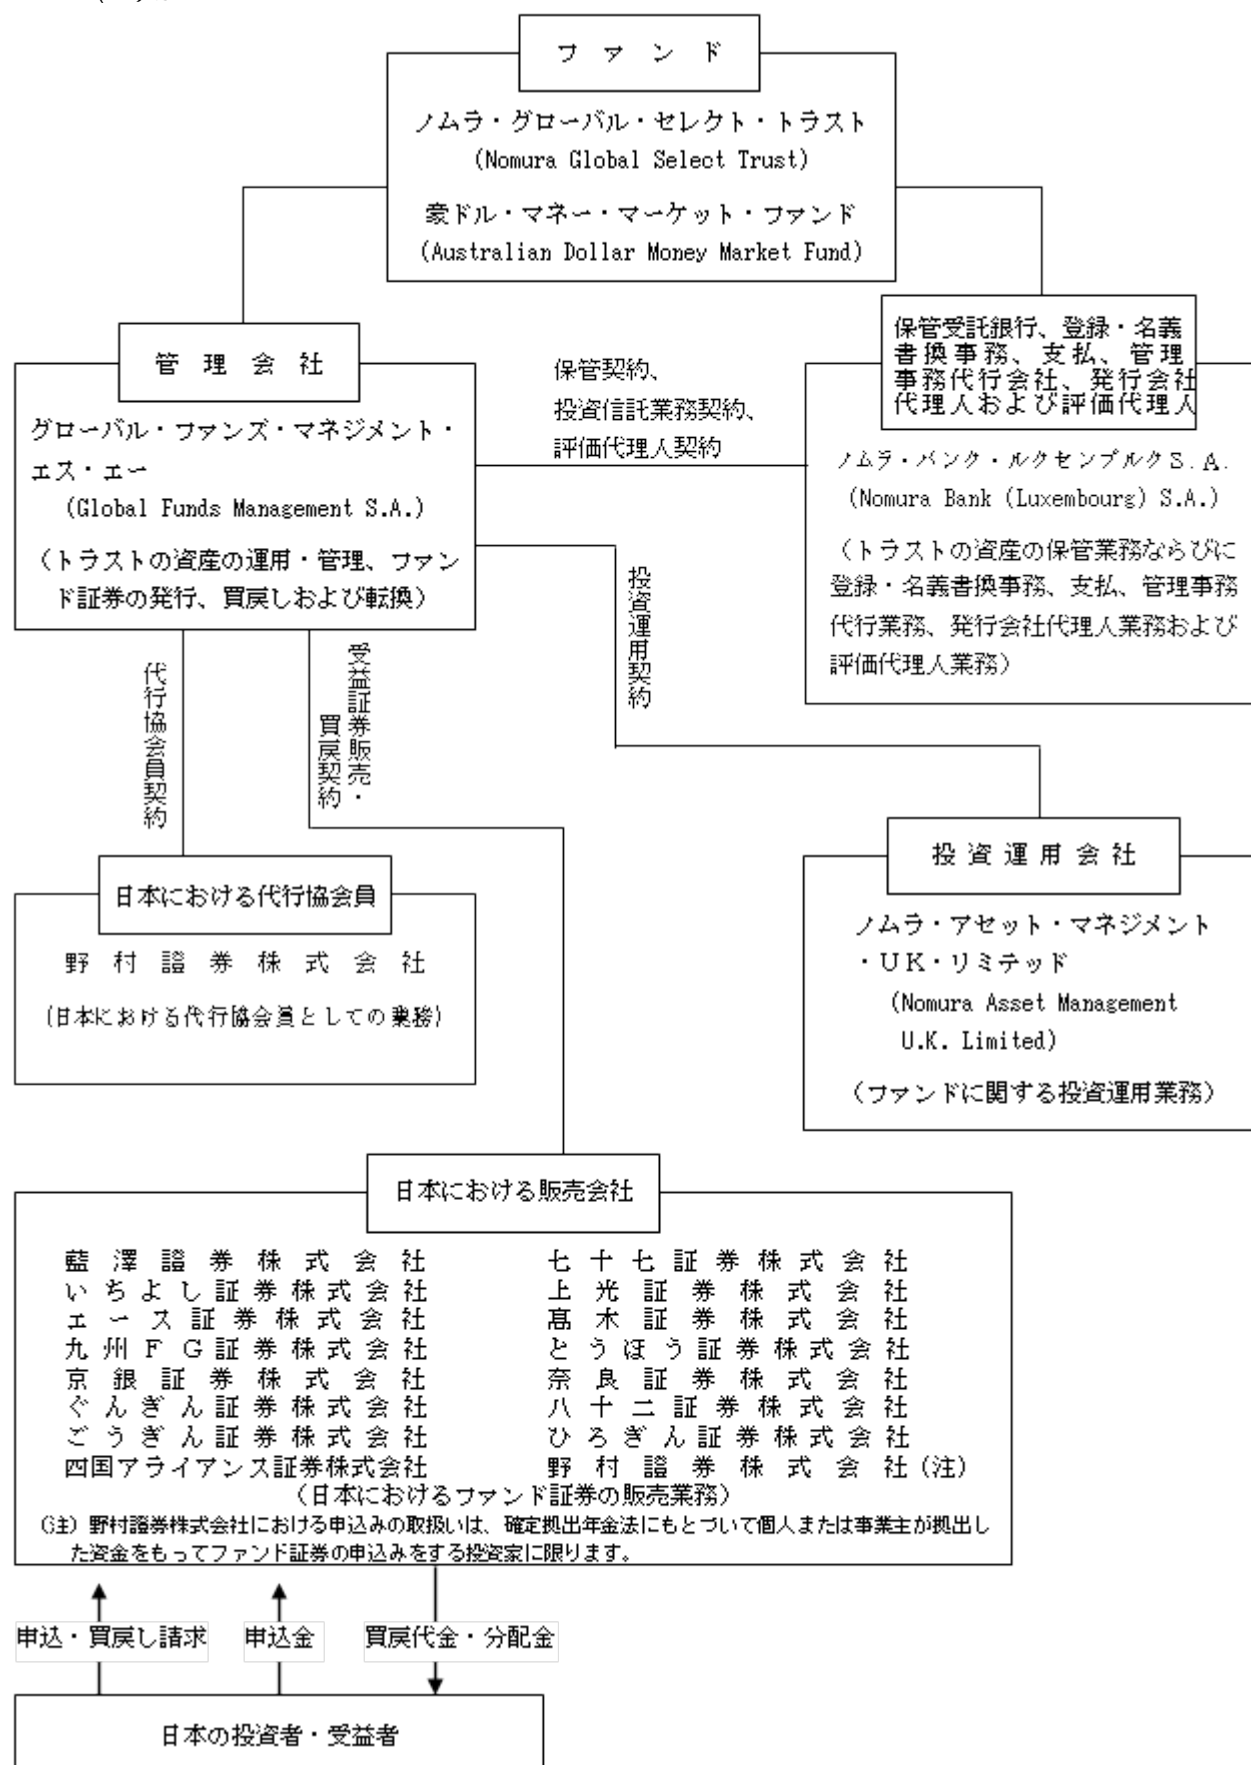 ファンド
ノムラ・グローバル・セレクト・トラスト
(Nomura Global Select Trust)
豪ドル・マネー・マーケット・ファンド
(Australian Dollar Money Market Fund)
管理会社
グローバル・ファンズ・マネジメント・
エス・エー
(Global Funds Management S.A.)
(トラストの資産の運用・管理、ファン
ド証券の発行、買戻しおよび転換)
保管契約、
投資信託業務契約、
評価代理人契約
保管受託銀行、登録・名義
書換事務、支払、管理
事務代行会社、発行会社
代理人および評価代理人
ノムラ・バンク・ルクセンブルクS.A.
(Nomura Bank (Luxembourg) S.A.)
(トラストの資産の保管業務ならびに
登録・名義書換事務、支払、管理事務
代行業務、発行会社代理人業務および
評価代理人業務)
代行協会員契約
受益証券販売・
買戻契約
投資運用契約
日本における代行協会員
野村證券株式会社
(日本における代行協会員としての業務)
投資運用会社
ノムラ・アセット・マネジメント
・UK・リミテッド
(Nomura Asset Management
U.K. Limited)
(ファンドに関する投資運用業務)
日本における販売会社
藍澤證券株式会社 七十七証券株式会社
いちよし証券株式会社 上光証券株式会社
エース証券株式会社 髙木証券株式会社
九州FG証券株式会社 とうほう証券株式会社
京銀証券株式会社 奈良証券株式会社
ぐんぎん証券株式会社 八十二証券株式会社
ごうぎん証券株式会社 ひろぎん証券株式会社
四国アライアンス証券株式会社 野村證券株式会社(注)
(日本におけるファンド証券の販売業務)
(注) 野村證券株式会社における申込みの取扱いは、確定拠出年金法にもとづいて個人または事業主が拠出し
た資金をもってファンド証券の申込みをする投資家に限ります。
申込・買戻し請求 申込金 買戻代金・分配金
日本の投資者・受益者